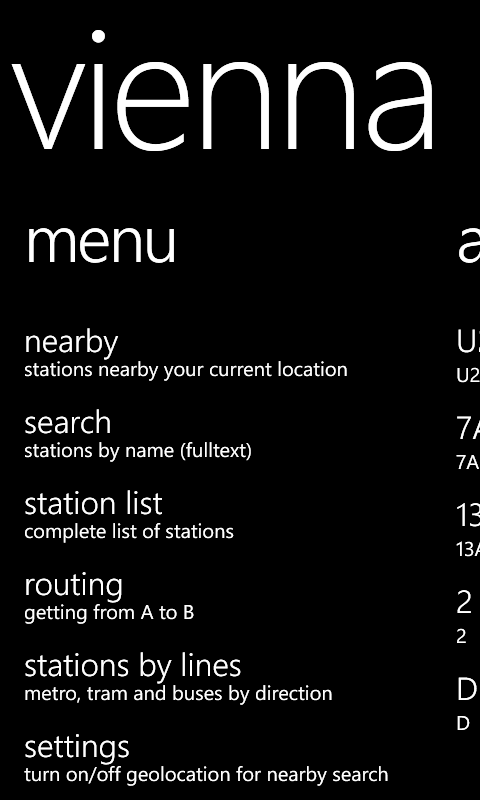 vienna
menu
nearby
stations nearby your current location
search
stations by name (fulltext)
station list
complete list of stations
routing
getting from A to B
stations by lines
metro, tram and buses by direction
settings
turn on/off geolocation for nearby search
a
U2
7A
7A
13
13A
2
2
D
D